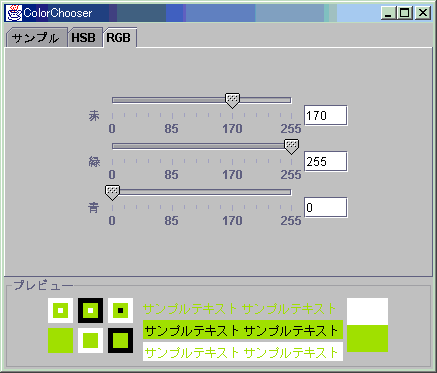 ColorChooser
サンプル HSB RGB
赤 170
0 85 170 255
緑 255
0 85 170 255
青 0
0 85 170 255
プレビュー
サンプルテキスト サンプルテキスト
サンプルテキスト サンプルテキスト
サンプルテキスト サンプルテキスト